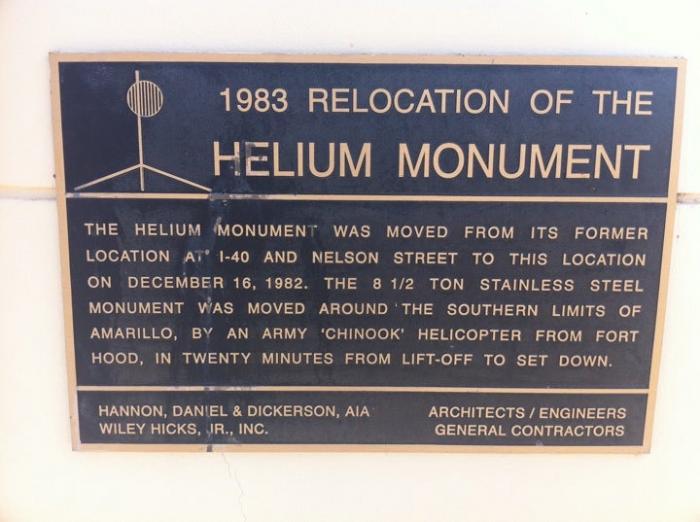 1983 RELOCATION OF THE
HELIUM MONUMENT
THE HELIUM MONUMENT WAS MOVED FROM ITS FORMER
LOCATION AT I-40 AND NELSON STREET TO THIS LOCATION
ON DECEMBER 16, 1982. THE 8 1/2 TON STAINLESS STEEL
MONUMENT WAS MOVED AROUND THE SOUTHERN LIMITS OF
AMARILLO, BY AN ARMY 'CHINOOK' HELICOPTER FROM FORT
HOOD, IN TWENTY MINUTES FROM LIFT-OFF TO SET DOWN.
HANNON, DANIEL & DICKERSON, AIA ARCHITECTS / ENGINEERS
WILEY HICKS, JR., INC. GENERAL CONTRACTORS